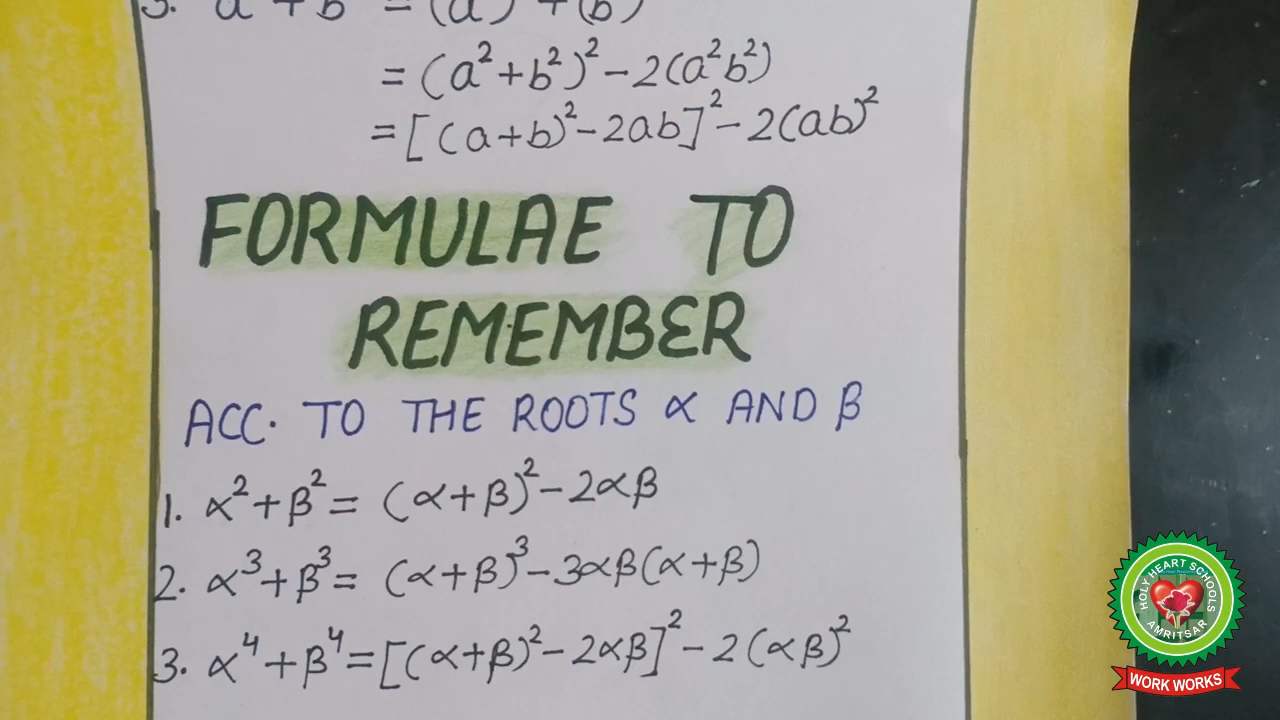 3. a + b = (a) + (b)
= (a²+b²)² - 2(a²b²)
= [(a+b)² - 2ab]² - 2(ab)²
FORMULAE TO
REMEMBER
ACC. TO THE ROOTS α AND β
1. α² + β² = (α+β)² - 2αβ
2. α³ + β³ = (α+β)³ - 3αβ(α+β)
3. α⁴ + β⁴ = [(α+β)² - 2αβ]² - 2(αβ)²
HOLY HEART SCHOOLS
AMRITSAR
WORK WORKS